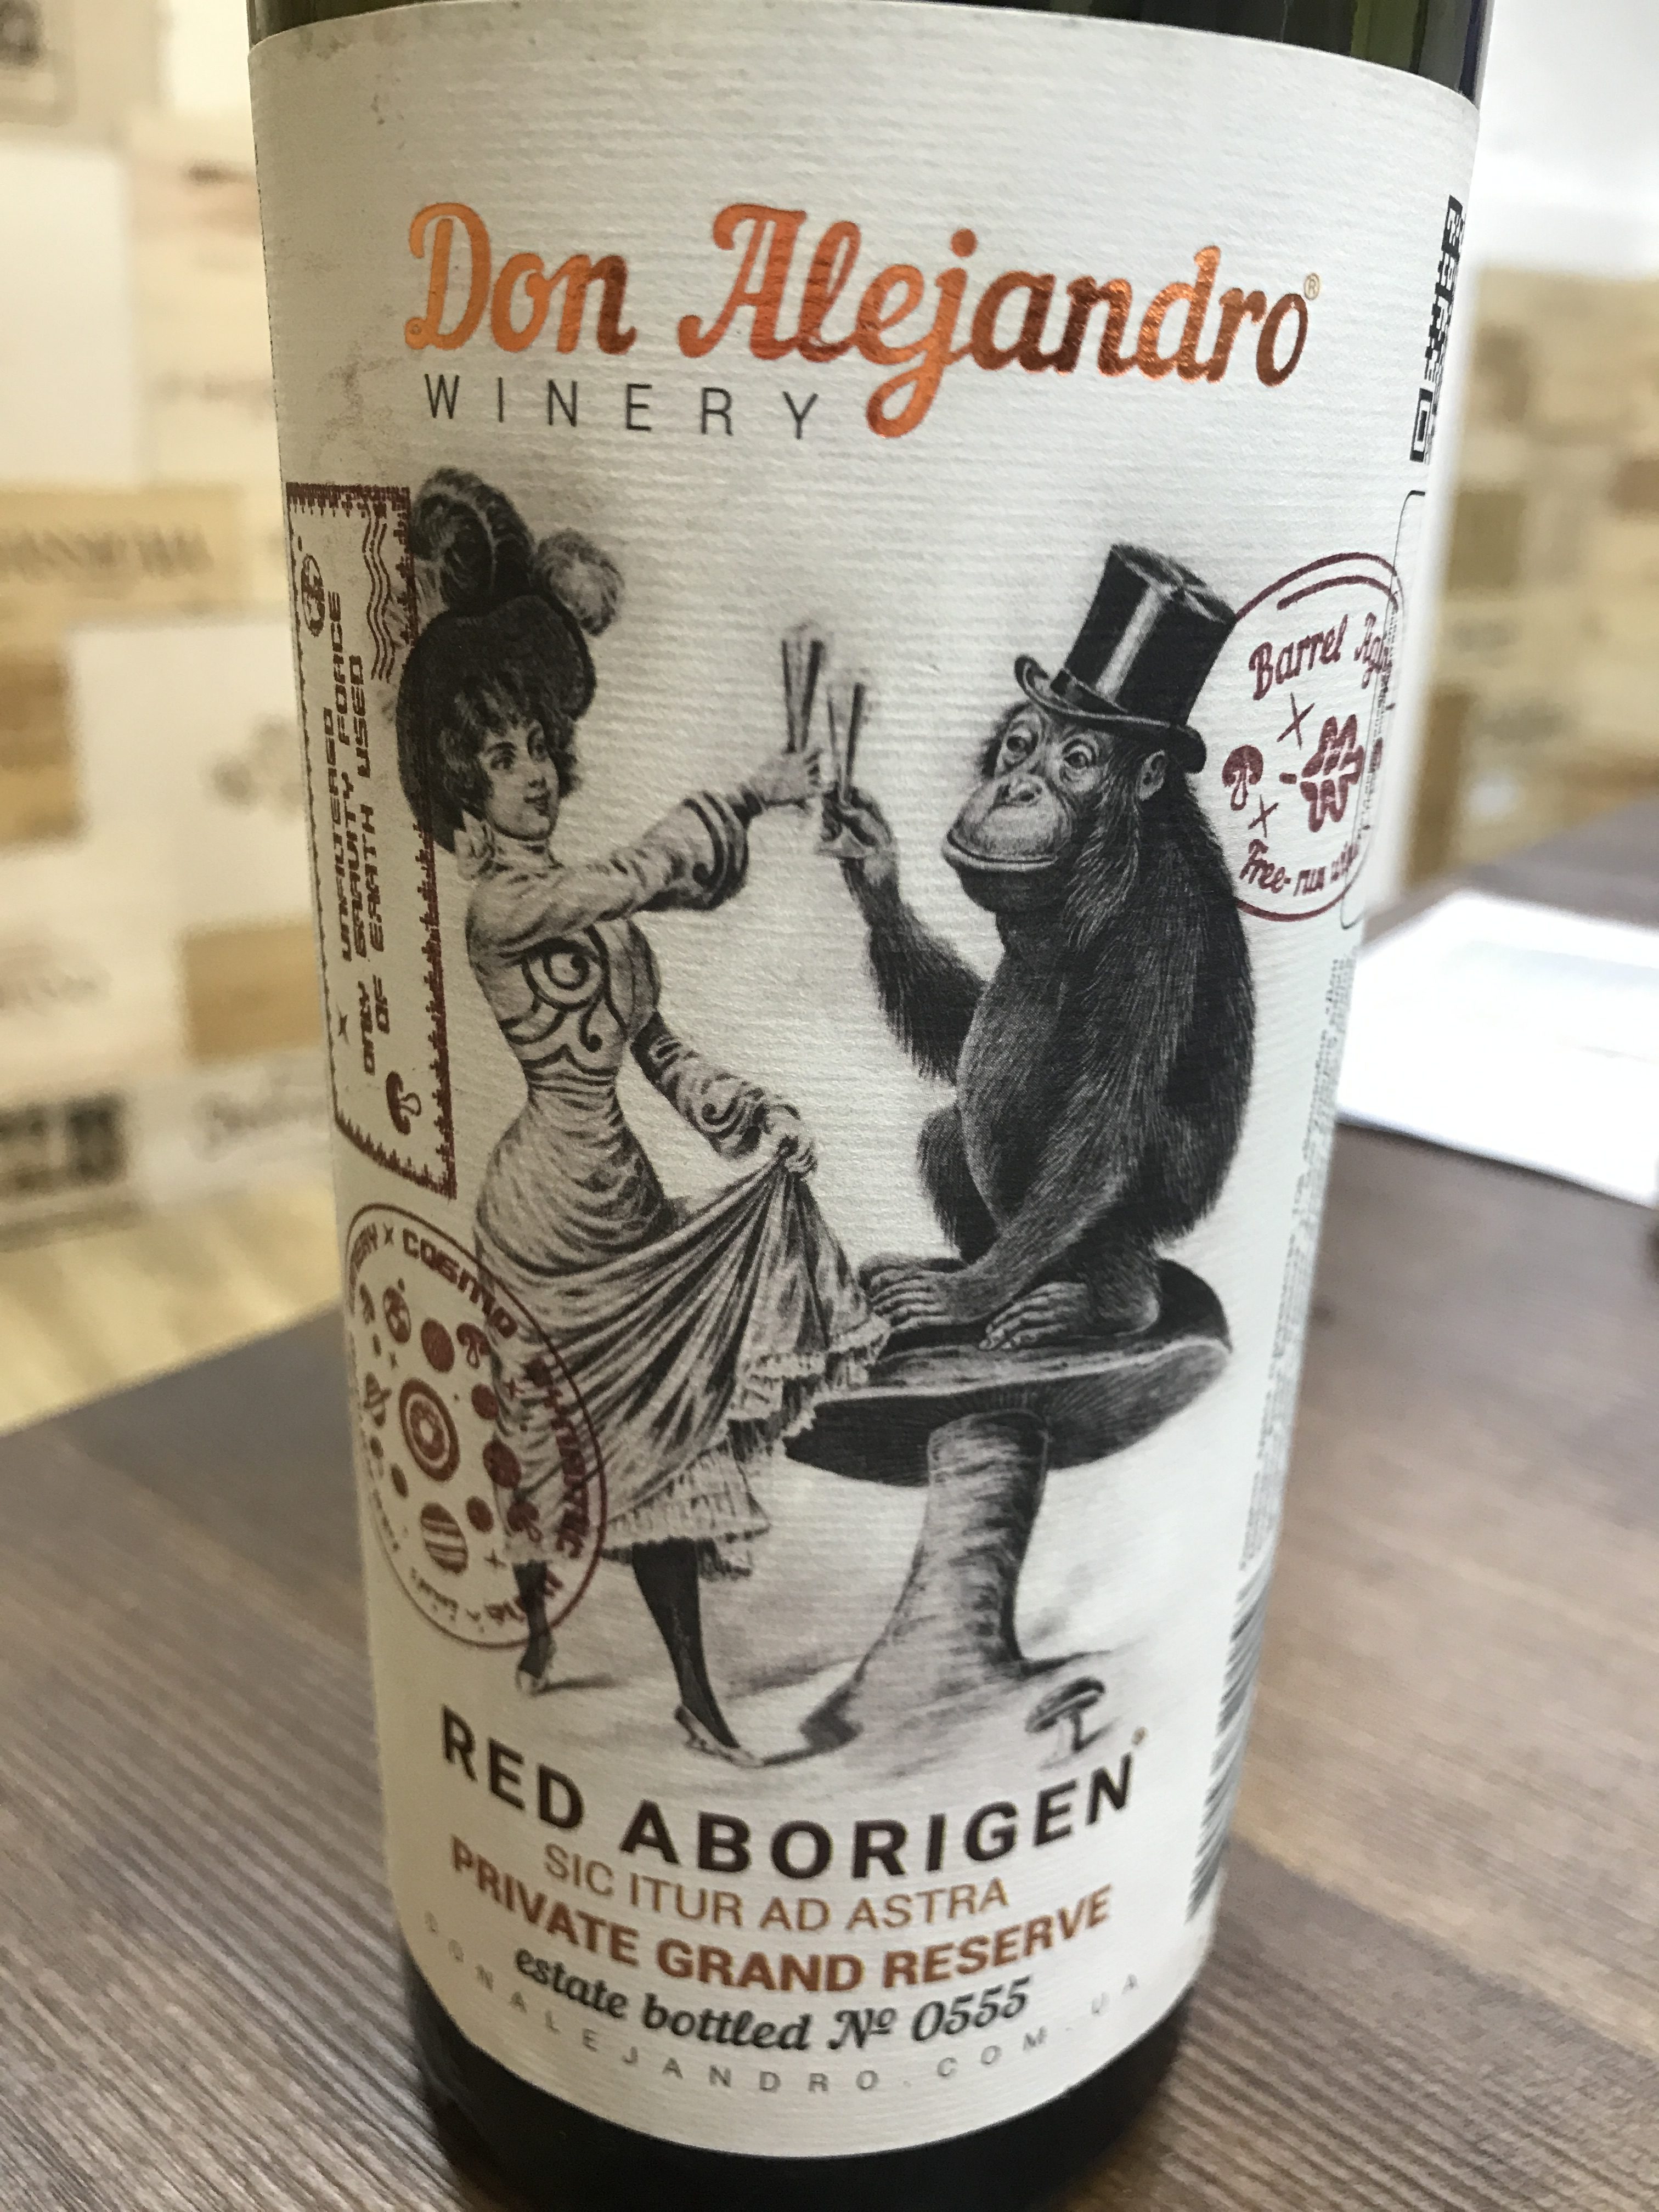 Don Alejandro®
WINERY
UNFILTERED
ONLY GRAVITY FORCE
OF EARTH USED
Barrel
Free-run
COSMO
RED ABORIGEN
SIC ITUR AD ASTRA
PRIVATE GRAND RESERVE
estate bottled № 0555
DONALEJANDRO.COM.UA